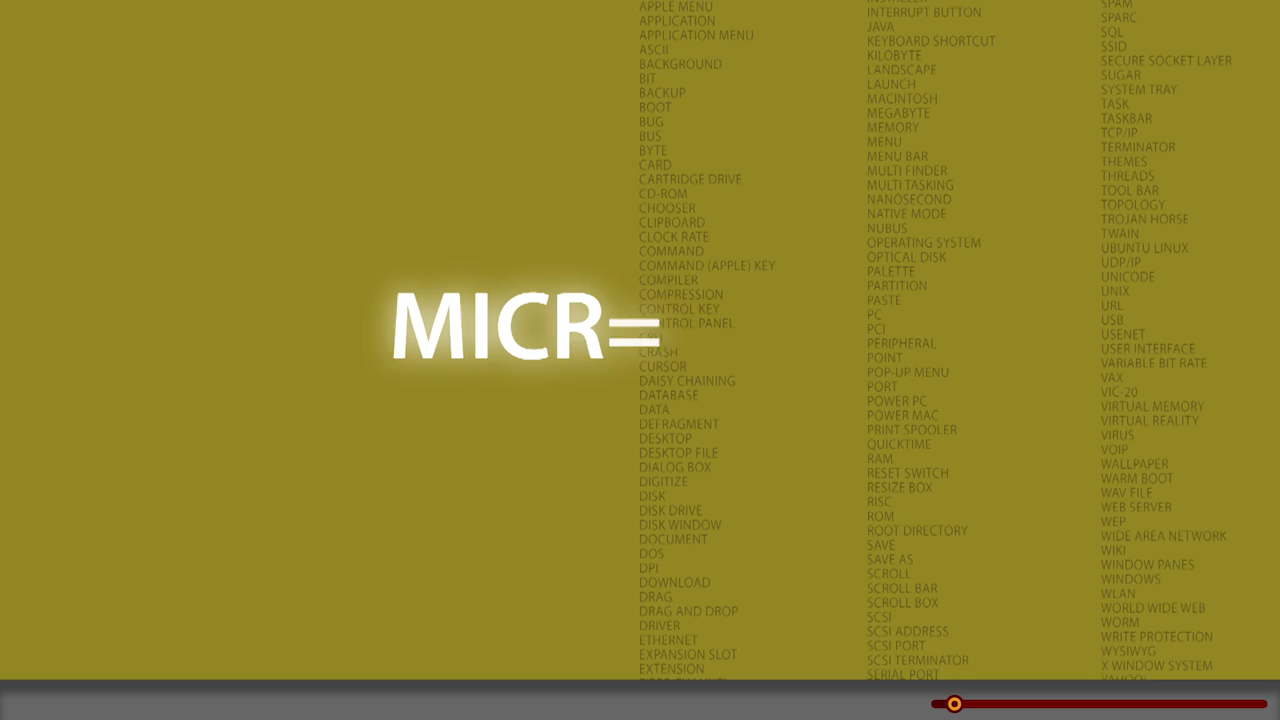 MICR=
APPLE MENU
APPLICATION
APPLICATION MENU
ASCII
BACKGROUND
BIT
BACKUP
BOOT
BUG
BUS
BYTE
CARD
CARTRIDGE DRIVE
CD-ROM
CHOOSER
CLIPBOARD
CLOCK RATE
COMMAND
COMMAND (APPLE) KEY
COMPILER
COMPRESSION
CONTROL KEY
CONTROL PANEL
CRASH
CURSOR
DAISY CHAINING
DATABASE
DATA
DEFRAGMENT
DESKTOP
DESKTOP FILE
DIALOG BOX
DIGITIZE
DISK
DISK DRIVE
DISK WINDOW
DOCUMENT
DOS
DPI
DOWNLOAD
DRAG
DRAG AND DROP
DRIVER
ETHERNET
EXPANSION SLOT
EXTENSION
INTERRUPT BUTTON
JAVA
KEYBOARD SHORTCUT
KILOBYTE
LANDSCAPE
LAUNCH
MACINTOSH
MEGABYTE
MEMORY
MENU
MENU BAR
MULTI FINDER
MULTI TASKING
NANOSECOND
NATIVE MODE
NUBUS
OPERATING SYSTEM
OPTICAL DISK
PALETTE
PARTITION
PASTE
PC
PCI
PERIPHERAL
POINT
POP-UP MENU
PORT
POWER PC
POWER MAC
PRINT SPOOLER
QUICKTIME
RAM
RESET SWITCH
RESIZE BOX
RISC
ROM
ROOT DIRECTORY
SAVE
SAVE AS
SCROLL
SCROLL BAR
SCROLL BOX
SCSI
SCSI ADDRESS
SCSI PORT
SCSI TERMINATOR
SERIAL PORT
SPAM
SPARC
SQL
SSID
SECURE SOCKET LAYER
SUGAR
SYSTEM TRAY
TASK
TASKBAR
TCP/IP
TERMINATOR
THEMES
THREADS
TOOL BAR
TOPOLOGY
TROJAN HORSE
TWAIN
UBUNTU LINUX
UDP/IP
UNICODE
UNIX
URL
USB
USENET
USER INTERFACE
VARIABLE BIT RATE
VAX
VIC-20
VIRTUAL MEMORY
VIRTUAL REALITY
VIRUS
VOIP
WALLPAPER
WARM BOOT
WAV FILE
WEB SERVER
WEP
WIDE AREA NETWORK
WIKI
WINDOW PANES
WINDOWS
WLAN
WORLD WIDE WEB
WORM
WRITE PROTECTION
WYSIWYG
X WINDOW SYSTEM